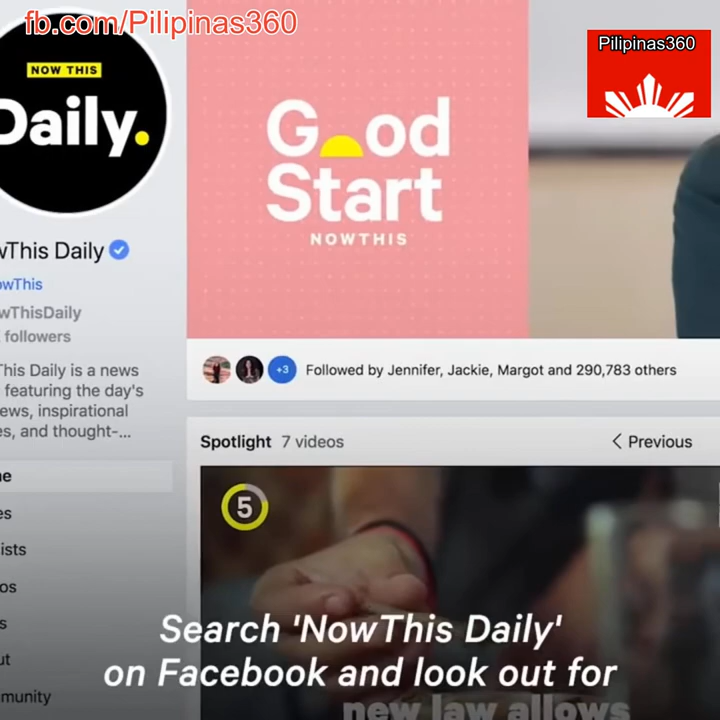 fb.com/Pilipinas360
Pilipinas360
NOW THIS
Daily.
Good
Start
NOWTHIS
wThis Daily
owThis
wThisDaily
followers
This Daily is a news
featuring the day's
ews, inspirational
es, and thought-...
+3
Followed by Jennifer, Jackie, Margot and 290,783 others
Spotlight 7 videos
< Previous
me
es
ists
os
s
ut
munity
5
Search 'NowThis Daily'
on Facebook and look out for
new law allows